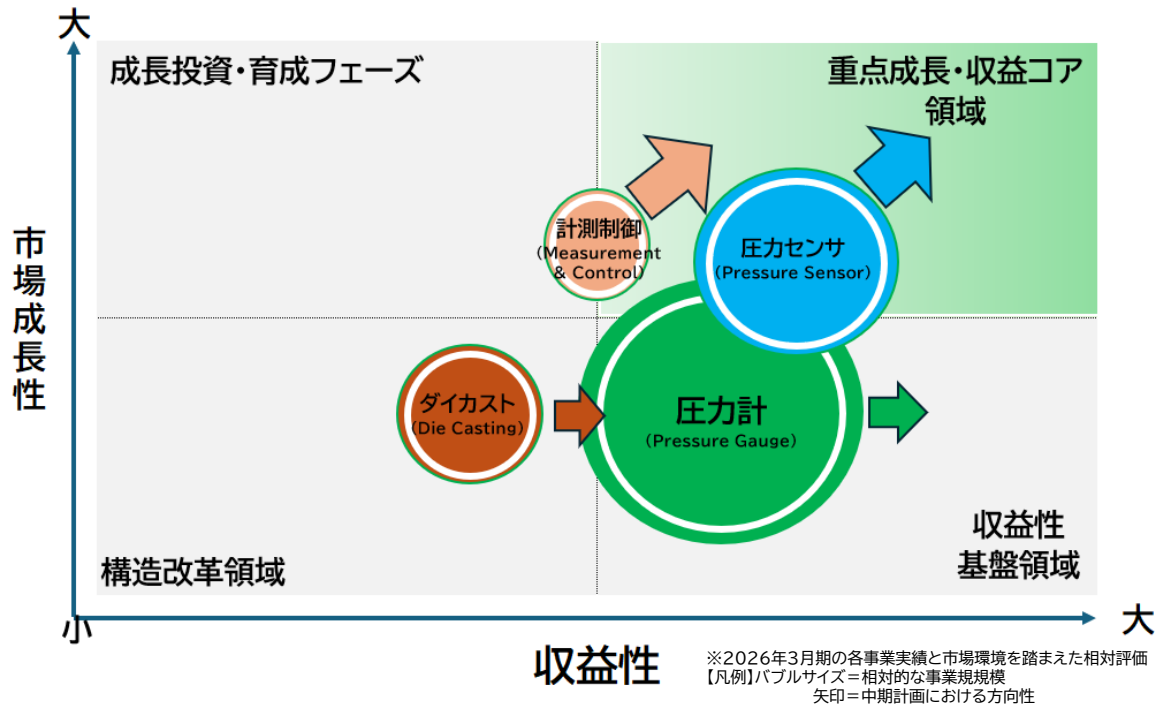 大
成長投資・育成フェーズ
重点成長・収益コア
領域
計測制御
(Measurement
& Control)
圧力センサ
(Pressure Sensor)
市場成長性
ダイカスト
(Die Casting)
圧力計
(Pressure Gauge)
収益性
基盤領域
構造改革領域
小
大
収益性
※2026年3月期の各事業実績と市場環境を踏まえた相対評価
【凡例】バブルサイズ＝相対的な事業規規模
矢印＝中期計画における方向性